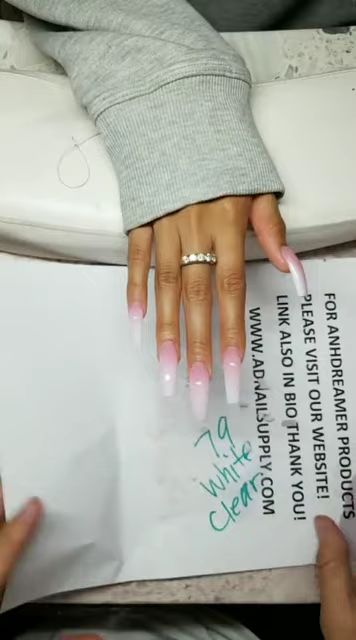 FOR ANHDREAMER PRODUCTS
PLEASE VISIT OUR WEBSITE!
LINK ALSO IN BIO THANK YOU!
WWW.ADNAILSUPPLY.COM
79
white
clear